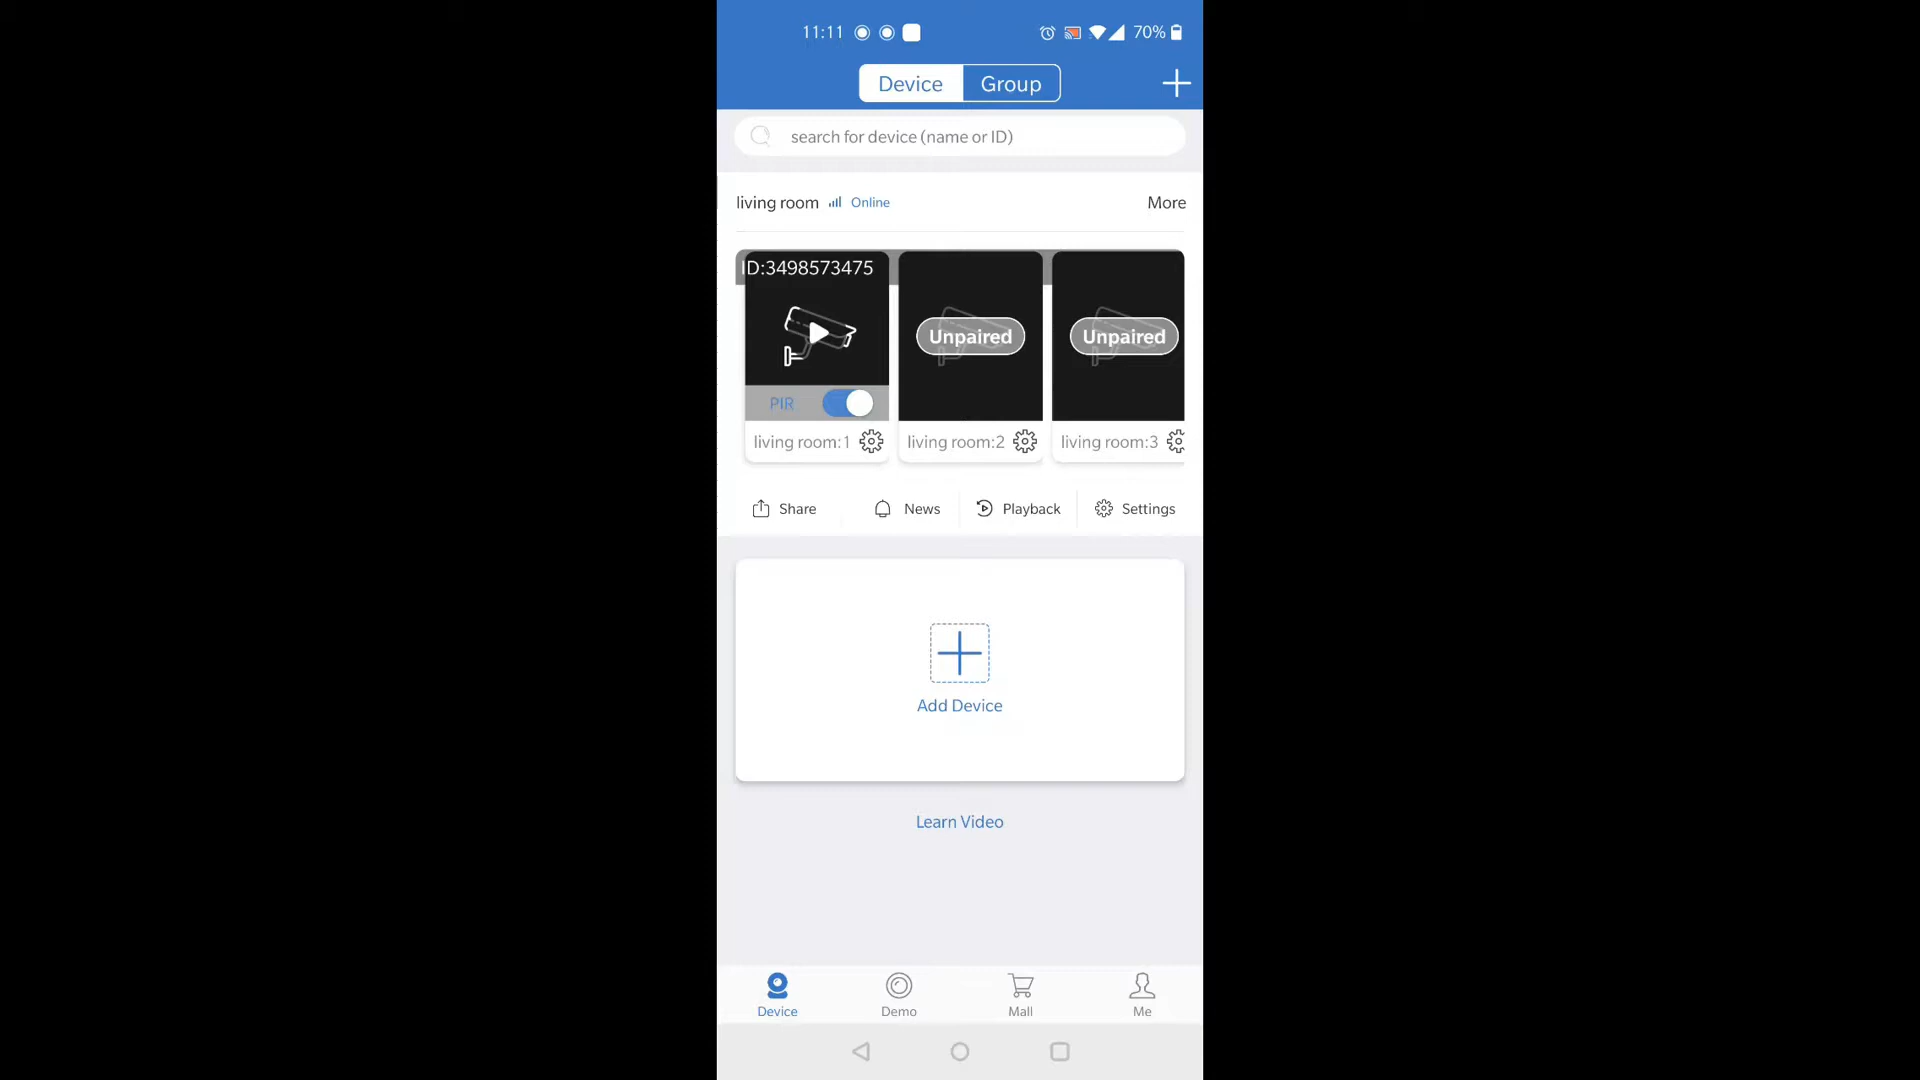 11:11 70%
Device Group
search for device (name or ID)
living room Online More
ID:3498573475
Unpaired Unpaired
PIR
living room:1 living room:2 living room:3
Share News Playback Settings
Add Device
Learn Video
Device Demo Mall Me